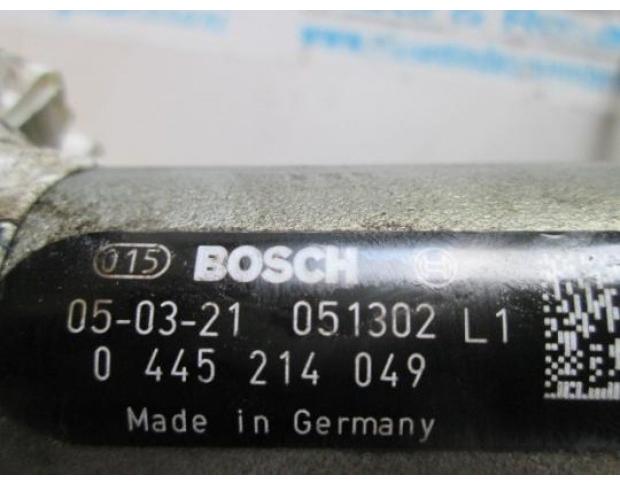 015 BOSCH
05-03-21 051302 L1
0 445 214 049
Made in Germany